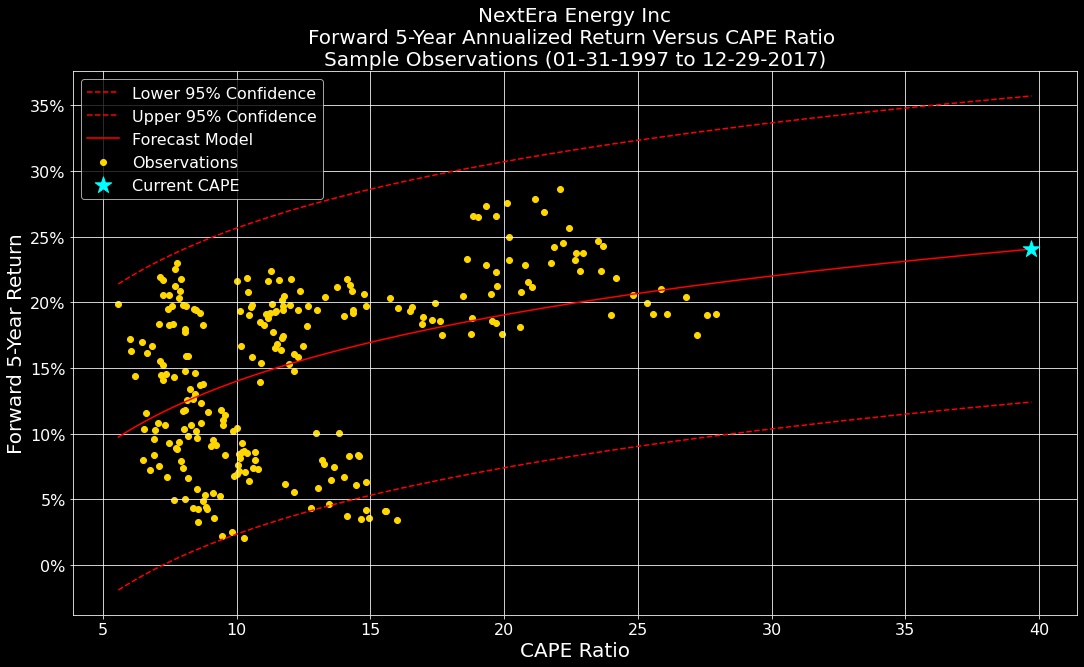 NextEra Energy Inc
Forward 5-Year Annualized Return Versus CAPE Ratio
Sample Observations (01-31-1997 to 12-29-2017)
Lower 95% Confidence
Upper 95% Confidence
Forecast Model
Observations
Current CAPE
Forward 5-Year Return
35%
30%
25%
20%
15%
10%
5%
0%
5 10 15 20 25 30 35 40
CAPE Ratio